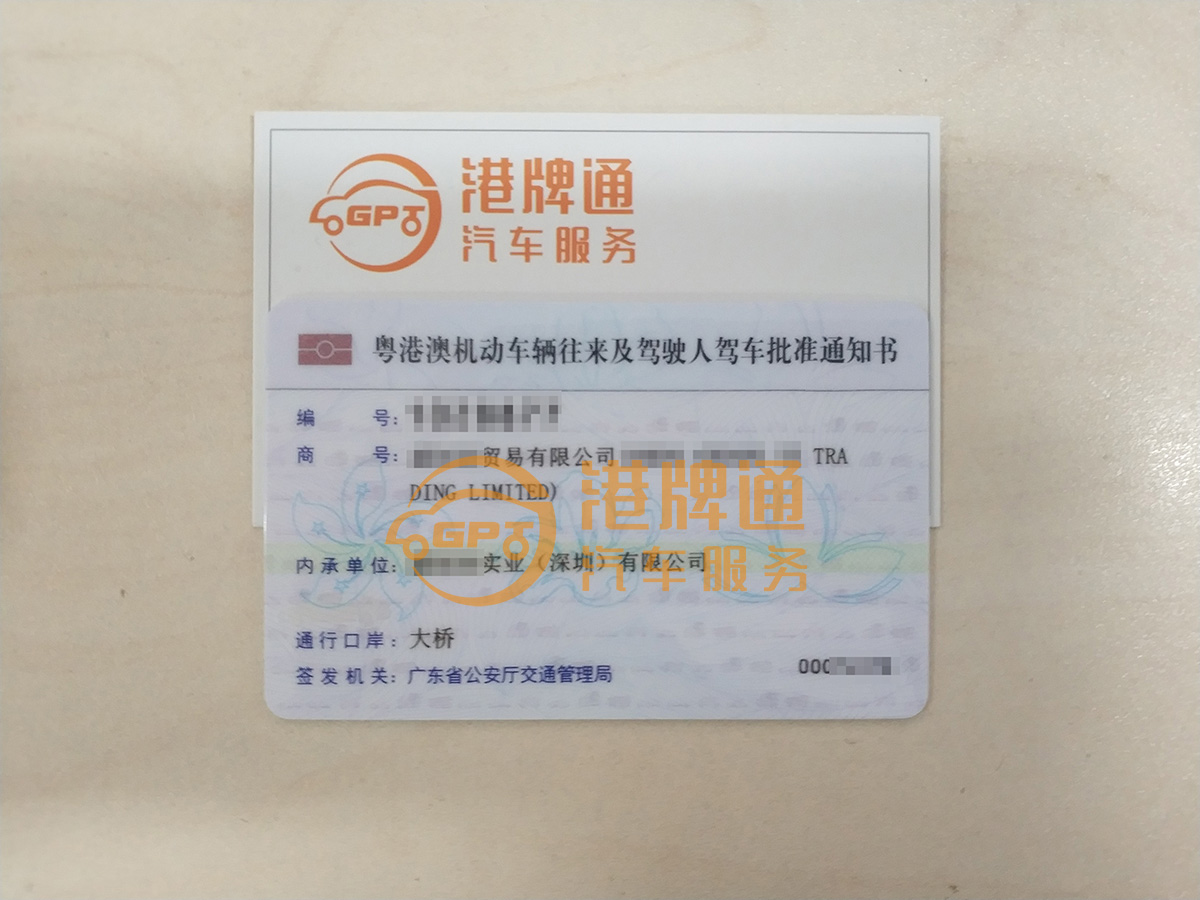 GPT
港牌通
汽车服务
粤港澳机动车辆往来及驾驶人驾车批准通知书
编 号:
商 号: 贸易有限公司 TRA
DING LIMITED)
GPT 港牌通
汽车服务
内承单位: 实业（深圳）有限公司
通行口岸: 大桥
签发机关: 广东省公安厅交通管理局
000